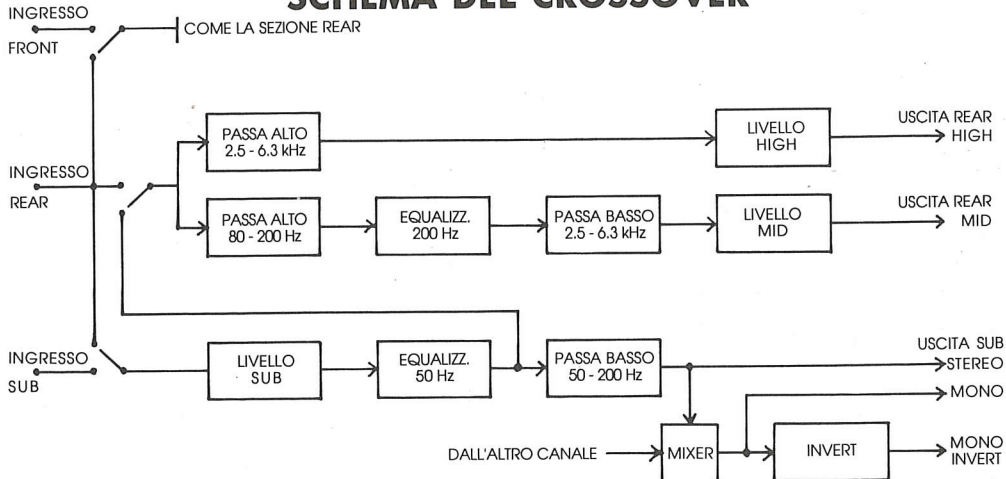 SCHEMA DEL CROSSOVER
INGRESSO
FRONT
COME LA SEZIONE REAR
PASSA ALTO
2.5 - 6.3 kHz
LIVELLO
HIGH
USCITA REAR
HIGH
INGRESSO
REAR
PASSA ALTO
80 - 200 Hz
EQUALIZZ.
200 Hz
PASSA BASSO
2.5 - 6.3 kHz
LIVELLO
MID
USCITA REAR
MID
INGRESSO
SUB
LIVELLO
SUB
EQUALIZZ.
50 Hz
PASSA BASSO
50 - 200 Hz
USCITA SUB
STEREO
MONO
DALL'ALTRO CANALE
MIXER
INVERT
MONO
INVERT